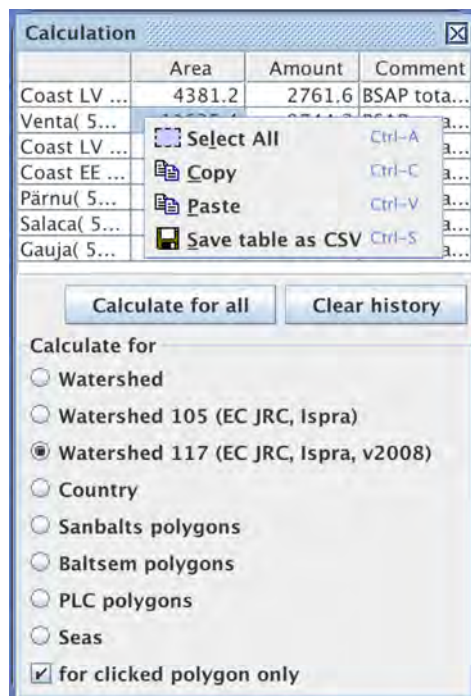 Calculation
Area Amount Comment
Coast LV ... 4381.2 2761.6 BSAP tota...
Venta( 5...
Coast LV ... Select All Ctrl-A
Coast EE ... Copy Ctrl-C
Pärnu( 5... Paste Ctrl-V
Salaca( 5... Save table as CSV Ctrl-S
Gauja( 5...
Calculate for all Clear history
Calculate for
Watershed
Watershed 105 (EC JRC, Ispra)
Watershed 117 (EC JRC, Ispra, v2008)
Country
Sanbalts polygons
Baltsem polygons
PLC polygons
Seas
for clicked polygon only